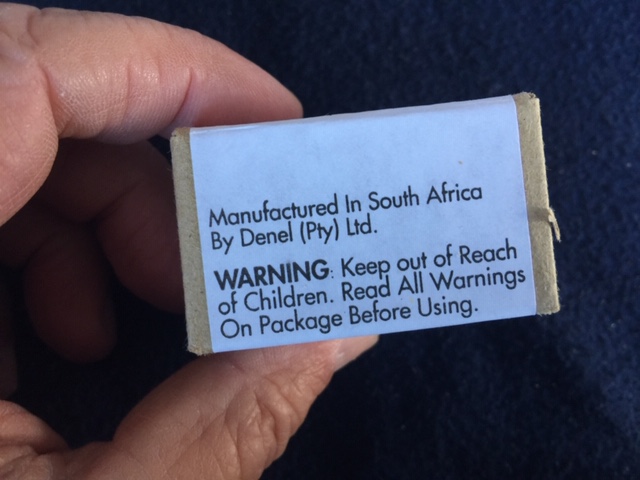 Manufactured In South Africa
By Denel (Pty) Ltd.
WARNING: Keep out of Reach
of Children. Read All Warnings
On Package Before Using.